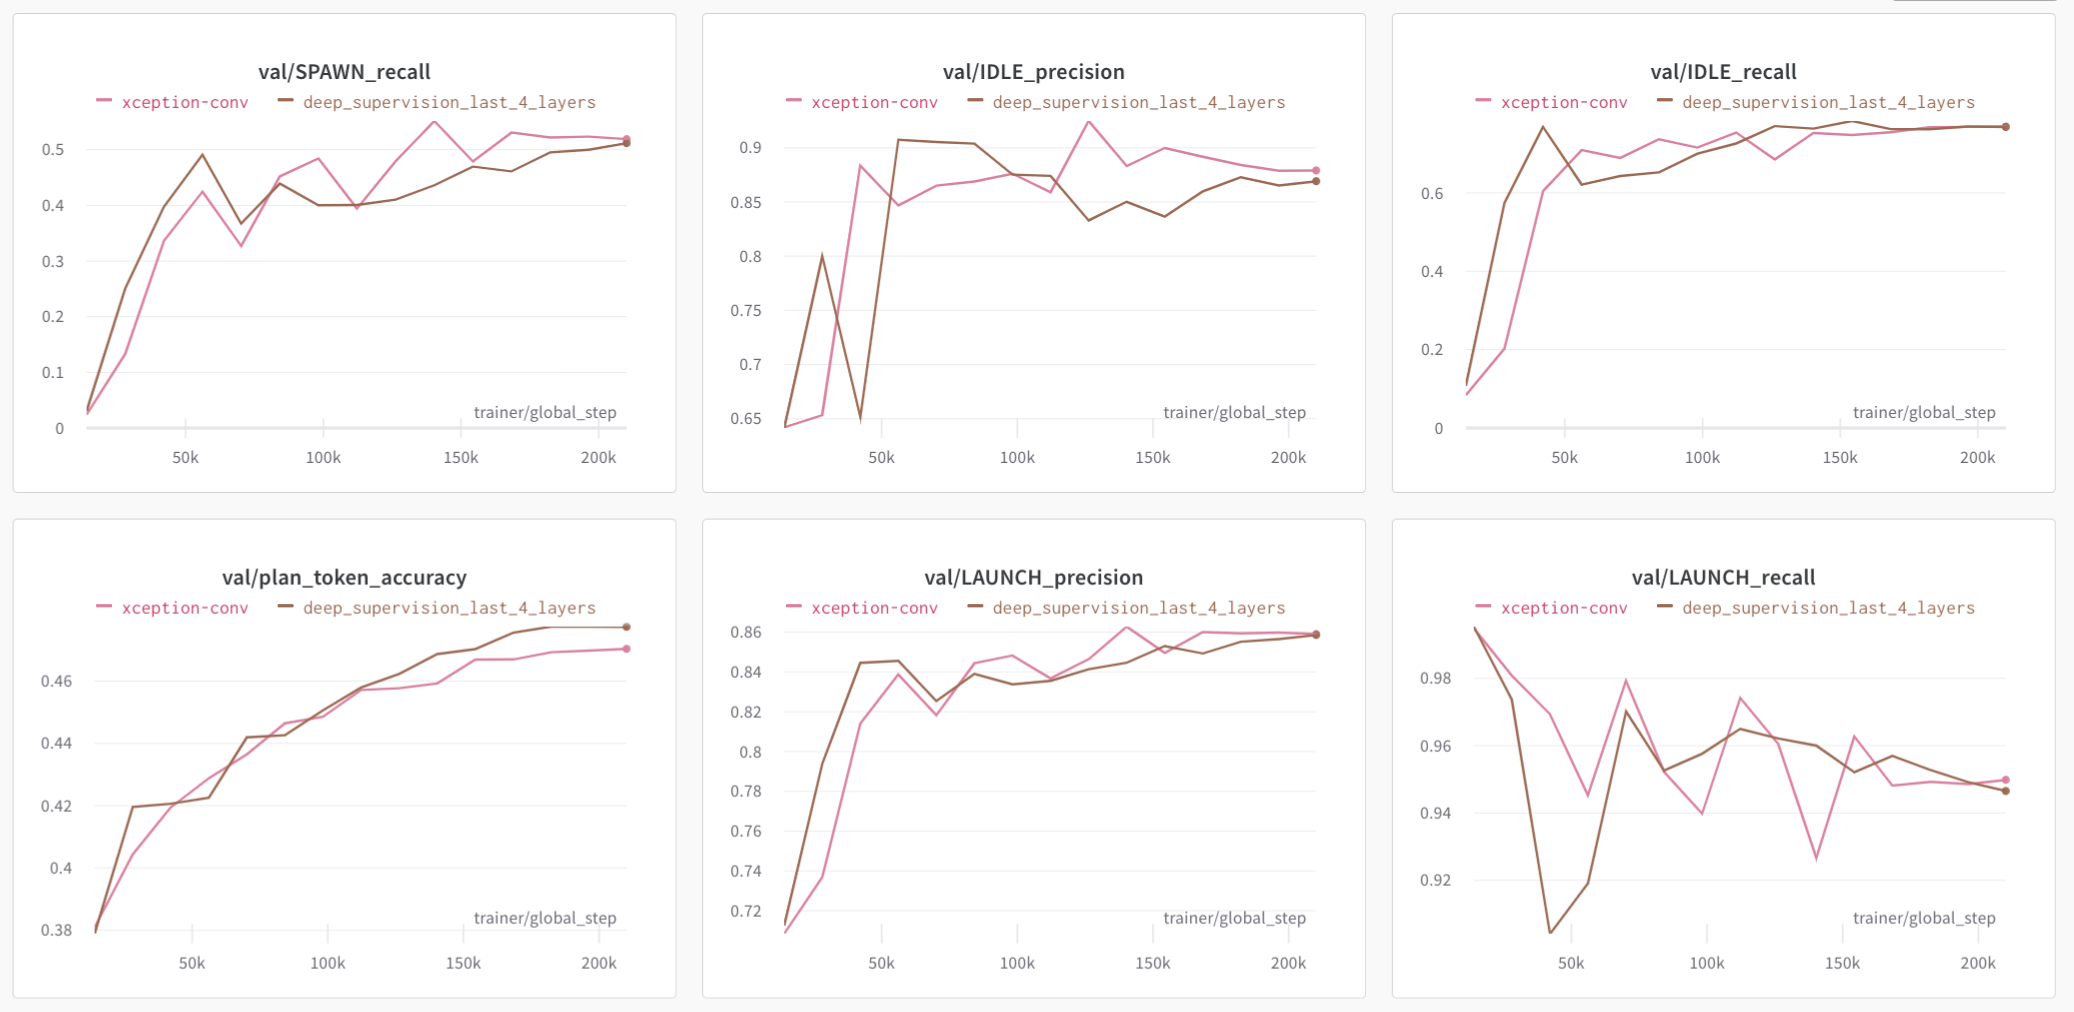 val/SPAWN_recall
xception-conv deep_supervision_last_4_layers
0.5
0.4
0.3
0.2
0.1
0
trainer/global_step
50k 100k 150k 200k
val/IDLE_precision
xception-conv deep_supervision_last_4_layers
0.9
0.85
0.8
0.75
0.7
0.65
trainer/global_step
50k 100k 150k 200k
val/IDLE_recall
xception-conv deep_supervision_last_4_layers
0.6
0.4
0.2
0
trainer/global_step
50k 100k 150k 200k
val/plan_token_accuracy
xception-conv deep_supervision_last_4_layers
0.46
0.44
0.42
0.4
0.38
trainer/global_step
50k 100k 150k 200k
val/LAUNCH_precision
xception-conv deep_supervision_last_4_layers
0.86
0.84
0.82
0.8
0.78
0.76
0.74
0.72
trainer/global_step
50k 100k 150k 200k
val/LAUNCH_recall
xception-conv deep_supervision_last_4_layers
0.98
0.96
0.94
0.92
trainer/global_step
50k 100k 150k 200k